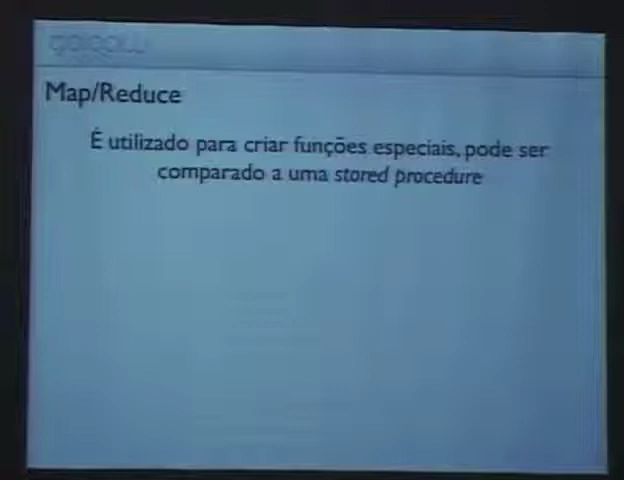 Map/Reduce
É utilizado para criar funções especiais, pode ser
comparado a uma stored procedure